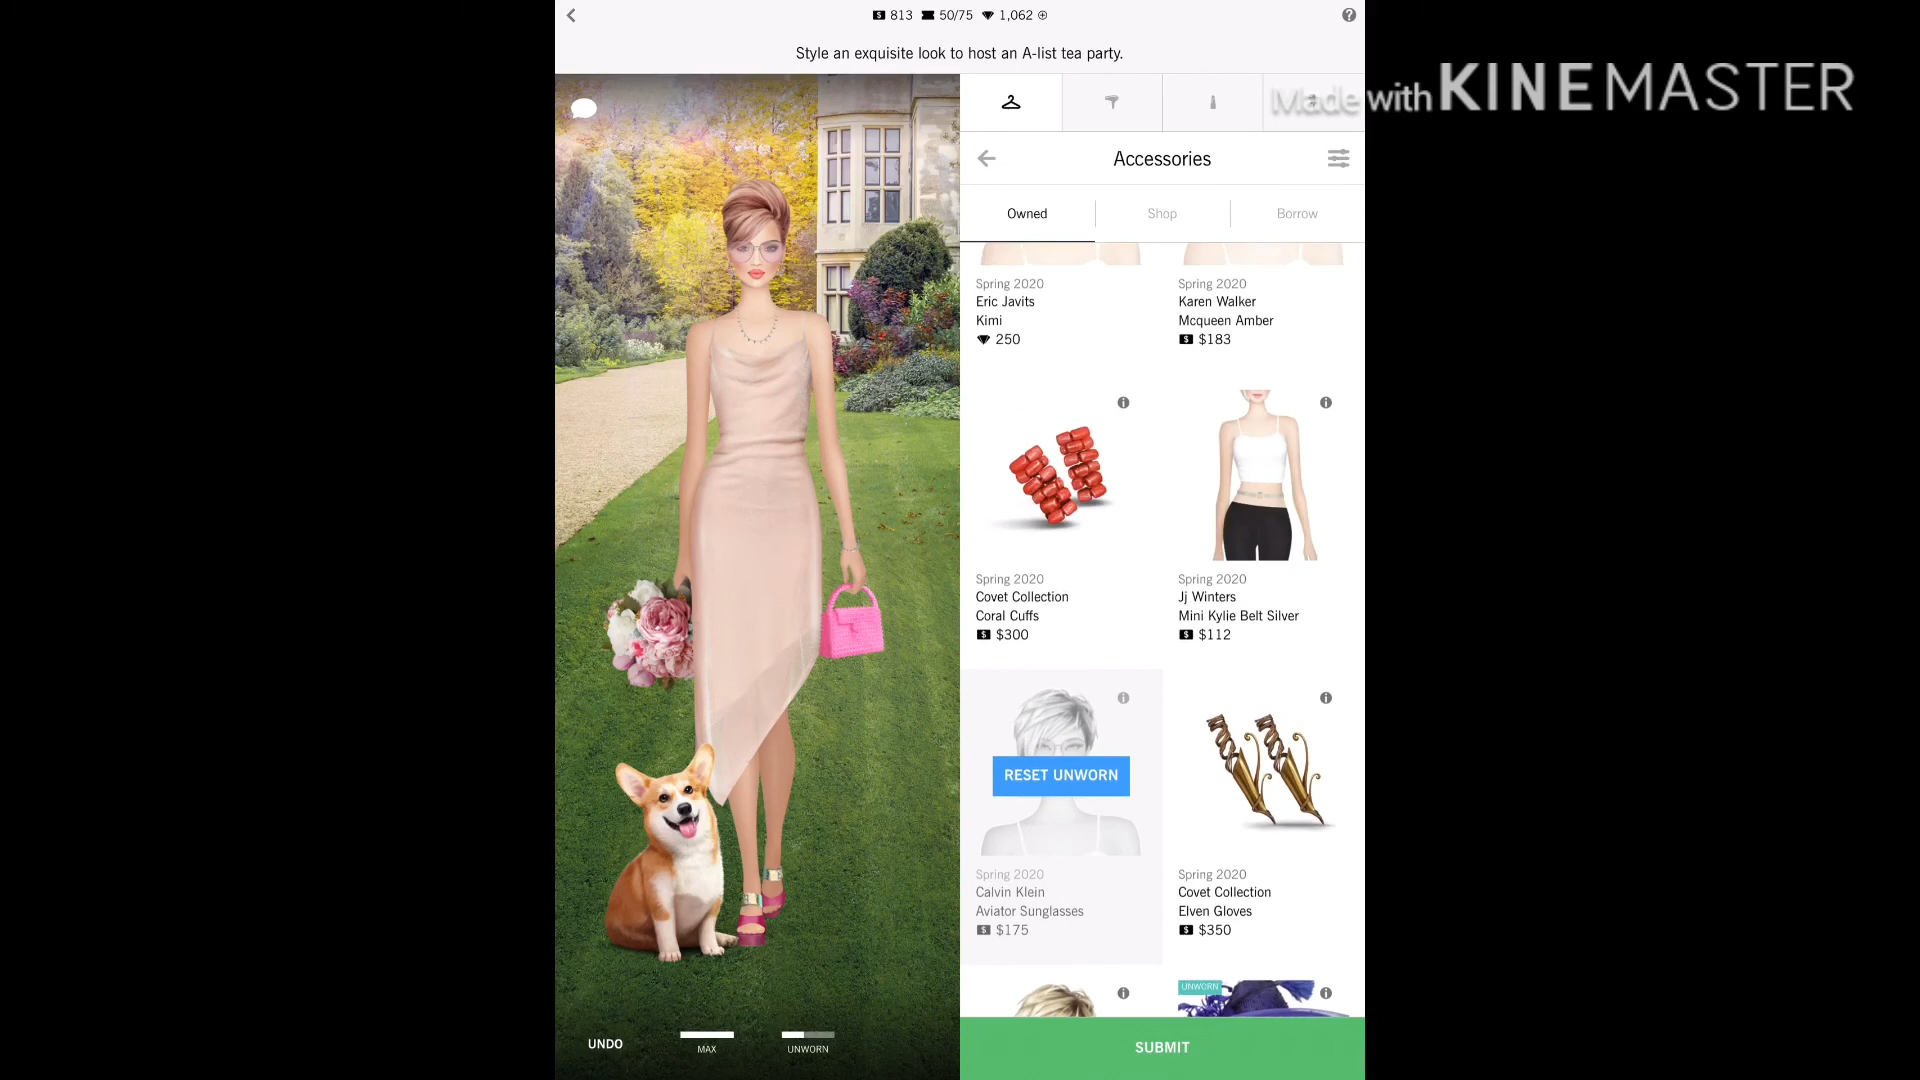 813 50/75 1,062
Style an exquisite look to host an A-list tea party.
Made with KINEMASTER
Accessories
Owned Shop Borrow
Spring 2020
Eric Javits
Kimi
250
Spring 2020
Karen Walker
Mcqueen Amber
$183
Spring 2020
Covet Collection
Coral Cuffs
$300
Spring 2020
Jj Winters
Mini Kylie Belt Silver
$112
RESET UNWORN
Spring 2020
Calvin Klein
Aviator Sunglasses
$175
Spring 2020
Covet Collection
Elven Gloves
$350
UNWORN
UNDO
MAX
UNWORN
SUBMIT